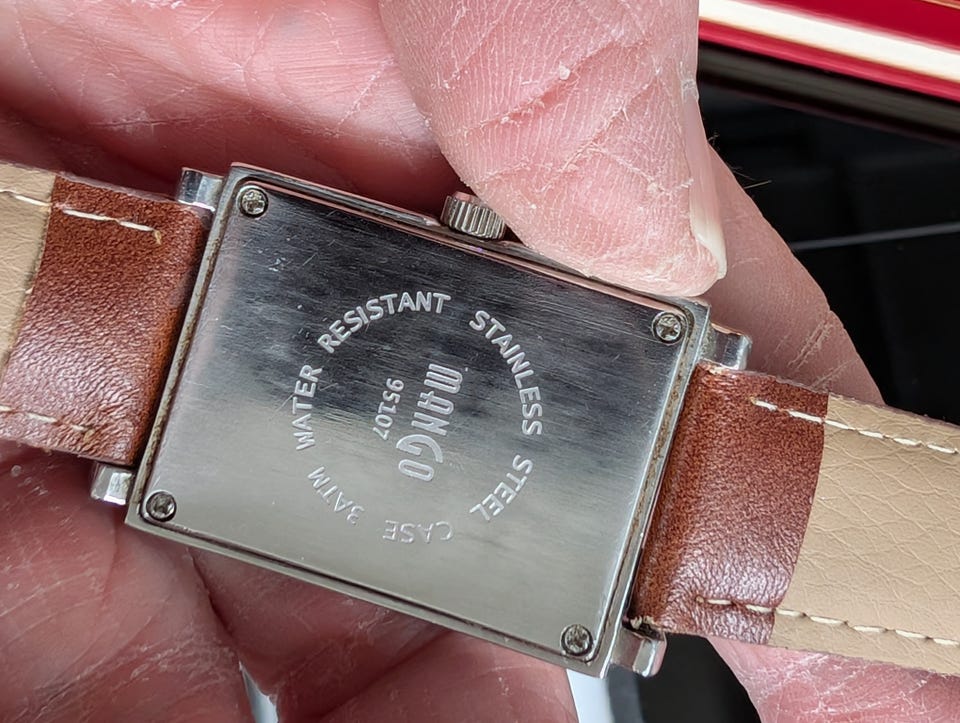 WATER RESISTANT STAINLESS STEEL CASE 3ATM
MANGO
95107